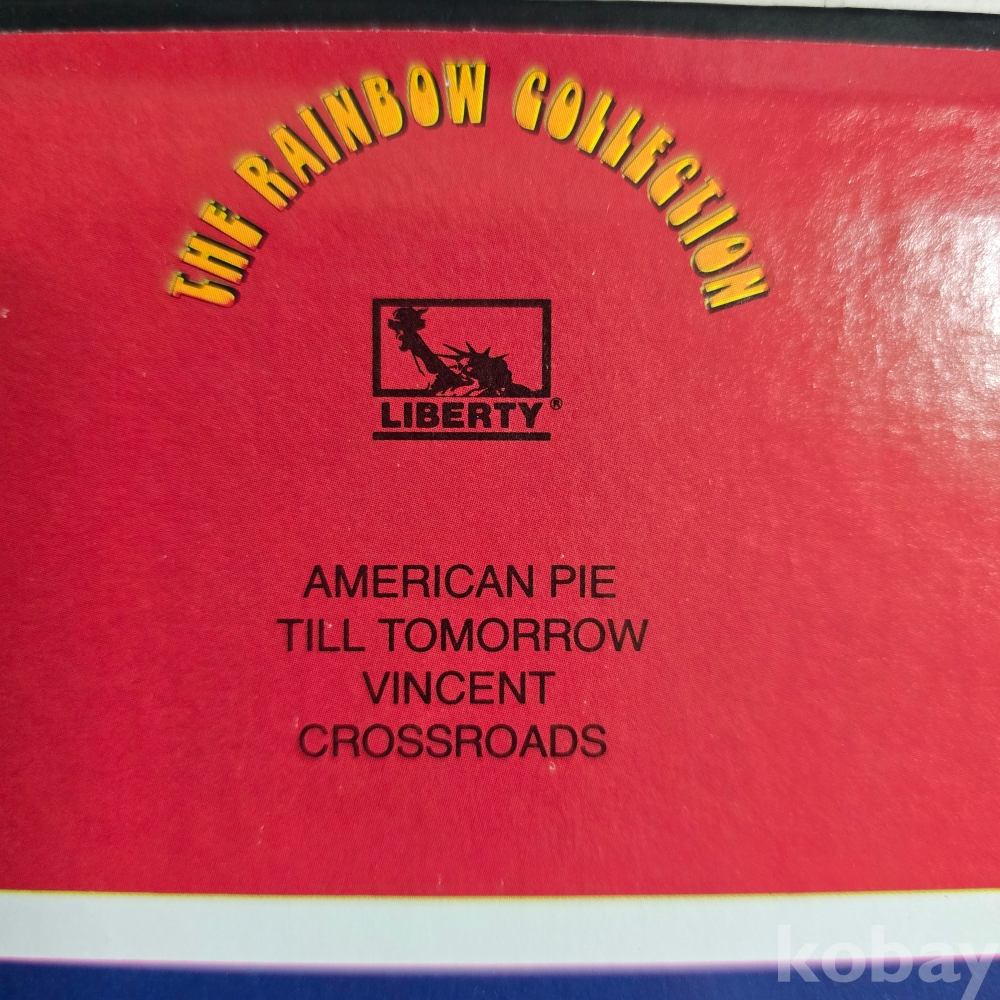 THE RAINBOW COLLECTION
LIBERTY®
AMERICAN PIE
TILL TOMORROW
VINCENT
CROSSROADS
kobay